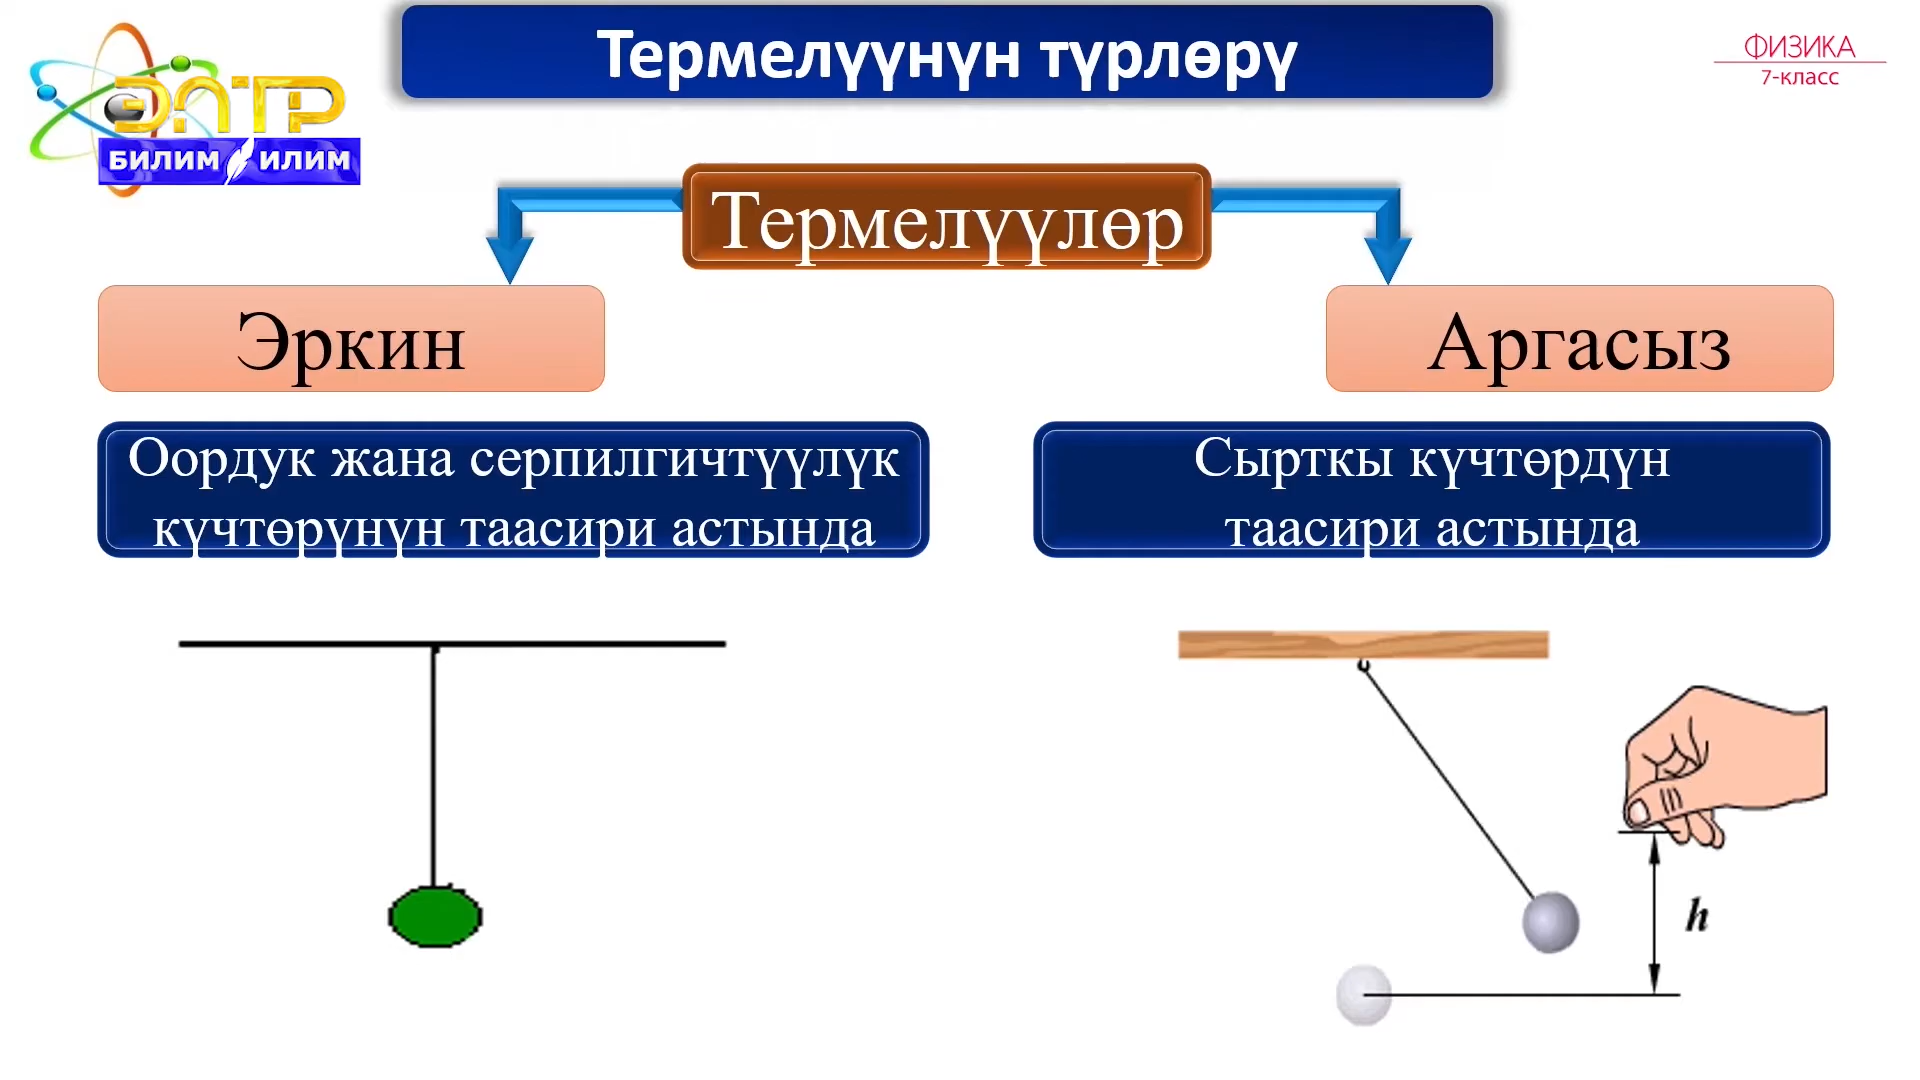 Термелүүнүн түрлөрү
ФИЗИКА
7-класс
ЭЛТР
БИЛИМ ИЛИМ
Термелүүлөр
Эркин
Аргасыз
Оордук жана серпилгичтүүлүк
күчтөрүнүн таасири астында
Сырткы күчтөрдүн
таасири астында
h